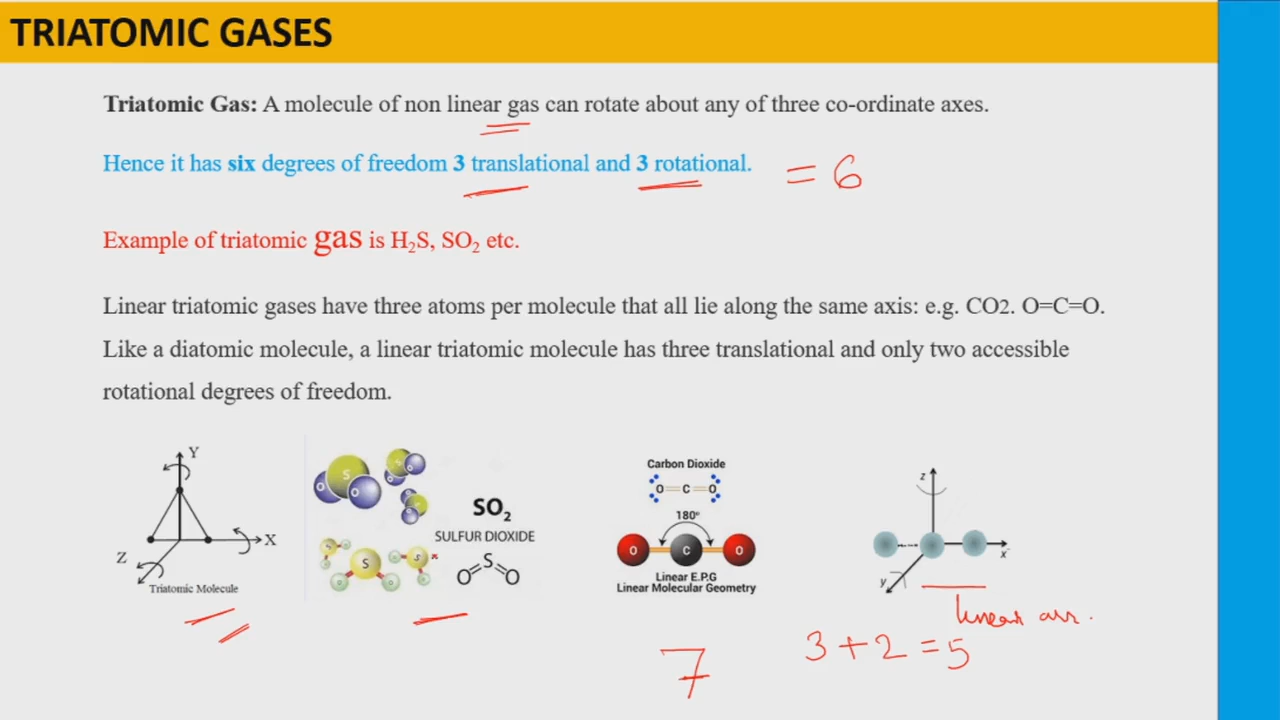 TRIATOMIC GASES
Triatomic Gas: A molecule of non linear gas can rotate about any of three co-ordinate axes.
Hence it has six degrees of freedom 3 translational and 3 rotational. = 6
Example of triatomic gas is H₂S, SO₂ etc.
Linear triatomic gases have three atoms per molecule that all lie along the same axis: e.g. CO2. O=C=O.
Like a diatomic molecule, a linear triatomic molecule has three translational and only two accessible
rotational degrees of freedom.
Y
X
Z
Triatomic Molecule
S
O
O
S
O
O
S
S
S
SO₂
SULFUR DIOXIDE
S
O O
Carbon Dioxide
O=C=O
180°
O C O
Linear E.P.G
Linear Molecular Geometry
z
x
y
linear arr.
3+2=5
7